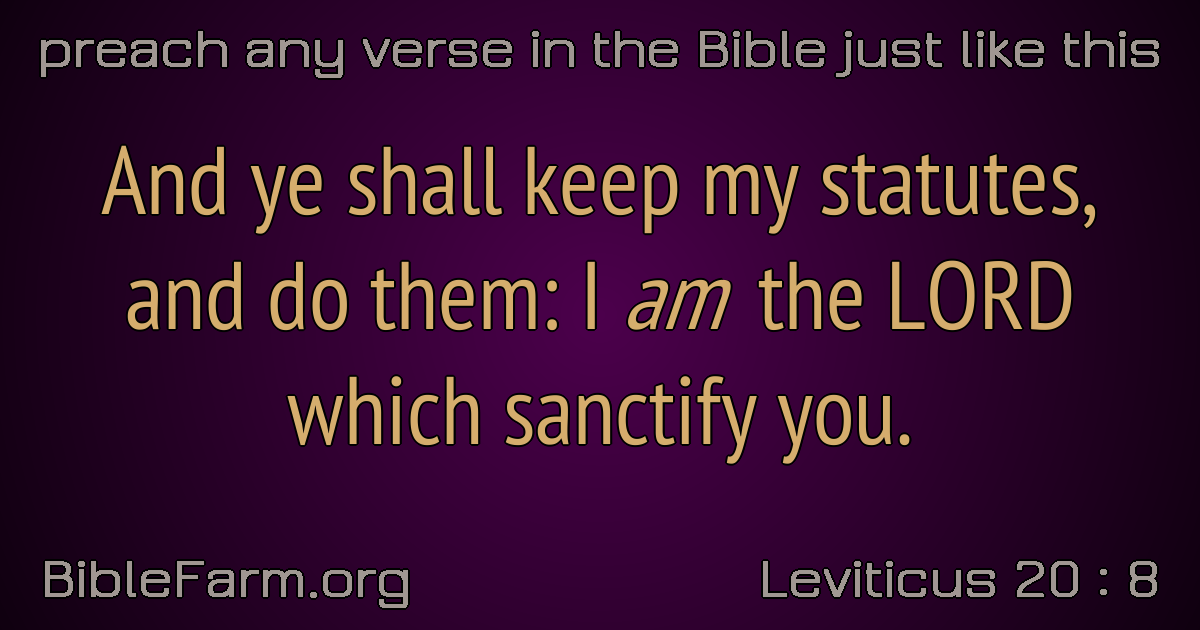 preach any verse in the Bible just like this
And ye shall keep my statutes,
and do them: I am the LORD
which sanctify you.
BibleFarm.org
Leviticus 20 : 8